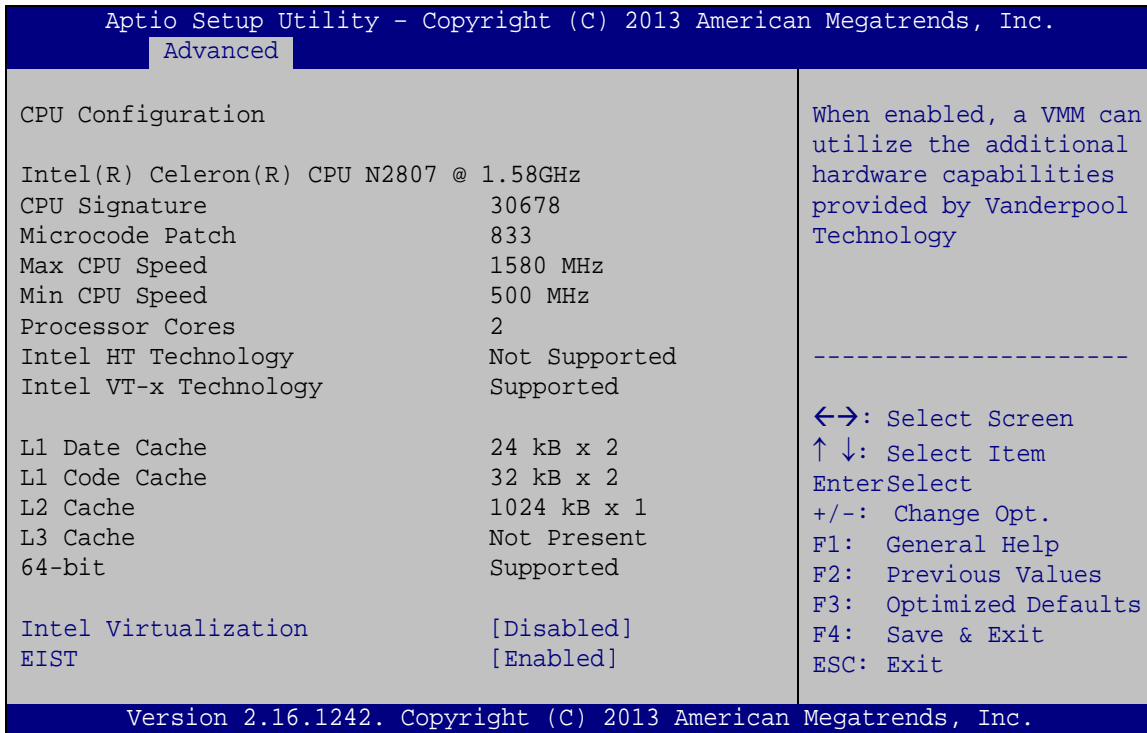 Aptio Setup Utility – Copyright (C) 2013 American Megatrends, Inc.
Advanced
CPU Configuration
Intel(R) Celeron(R) CPU N2807 @ 1.58GHz
CPU Signature 30678
Microcode Patch 833
Max CPU Speed 1580 MHz
Min CPU Speed 500 MHz
Processor Cores 2
Intel HT Technology Not Supported
Intel VT-x Technology Supported
L1 Date Cache 24 kB x 2
L1 Code Cache 32 kB x 2
L2 Cache 1024 kB x 1
L3 Cache Not Present
64-bit Supported
Intel Virtualization [Disabled]
EIST [Enabled]
When enabled, a VMM can
utilize the additional
hardware capabilities
provided by Vanderpool
Technology
----------------------
←→: Select Screen
↑ ↓: Select Item
EnterSelect
+/-: Change Opt.
F1: General Help
F2: Previous Values
F3: Optimized Defaults
F4: Save & Exit
ESC: Exit
Version 2.16.1242. Copyright (C) 2013 American Megatrends, Inc.